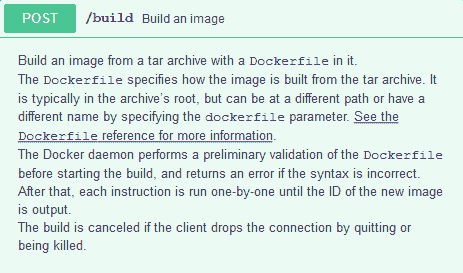 POST /build Build an image
Build an image from a tar archive with a Dockerfile in it.
The Dockerfile specifies how the image is built from the tar archive. It
is typically in the archive's root, but can be at a different path or have a
different name by specifying the dockerfile parameter. See the
Dockerfile reference for more information.
The Docker daemon performs a preliminary validation of the Dockerfile
before starting the build, and returns an error if the syntax is incorrect.
After that, each instruction is run one-by-one until the ID of the new image
is output.
The build is canceled if the client drops the connection by quitting or
being killed.